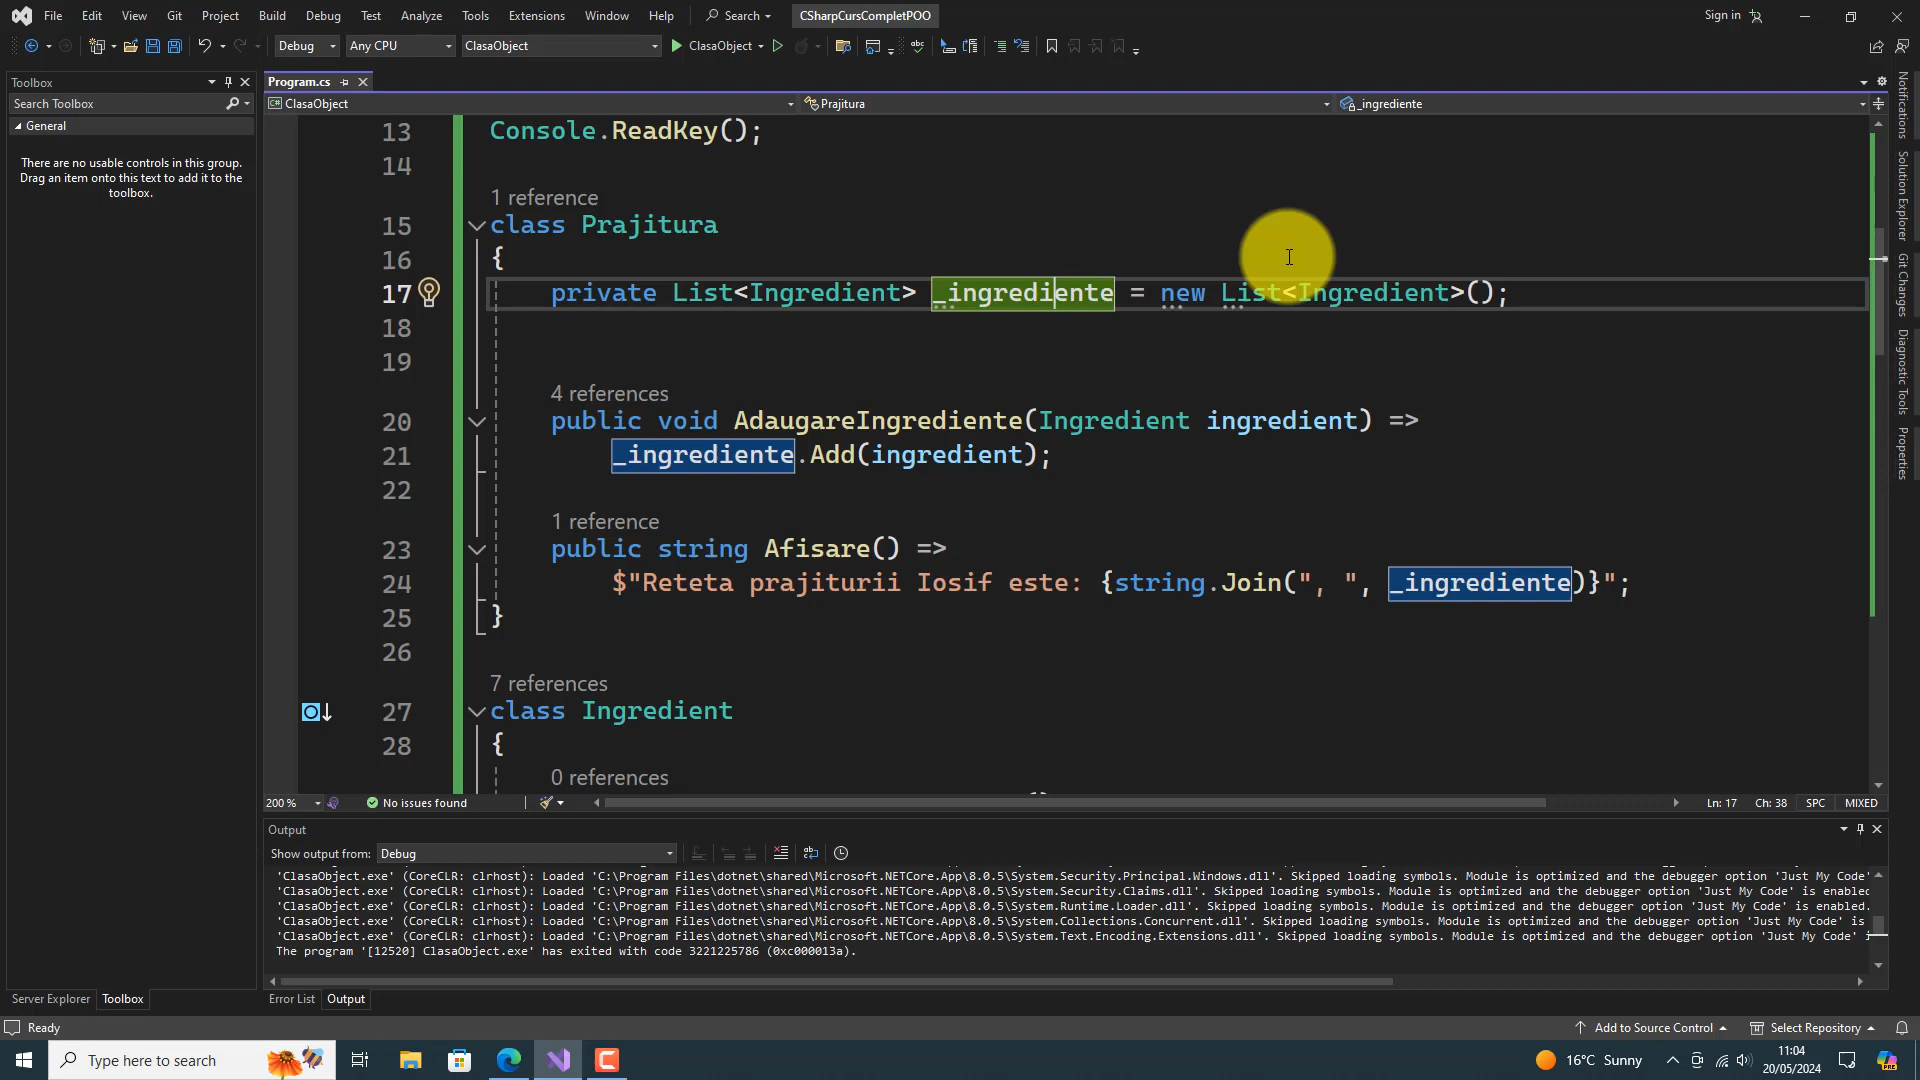 File Edit View Git Project Build Debug Test Analyze Tools Extensions Window Help Search CSharpCursCompletPOO Sign in
Debug Any CPU ClasaObject ClasaObject
Toolbox
Search Toolbox
General
There are no usable controls in this group.
Drag an item onto this text to add it to the
toolbox.
Program.cs
ClasaObject Prajitura _ingrediente
13 Console.ReadKey();
14
1 reference
15 class Prajitura
16 {
17 private List<Ingredient> _ingrediente = new List<Ingredient>();
18
19
4 references
20 public void AdaugareIngrediente(Ingredient ingredient) =>
21 _ingrediente.Add(ingredient);
22
1 reference
23 public string Afisare() =>
24 $"Reteta prajiturii Iosif este: {string.Join(", ", _ingrediente)}";
25 }
26
7 references
27 class Ingredient
28 {
0 references
200 % No issues found Ln: 17 Ch: 38 SPC MIXED
Output
Show output from: Debug
'ClasaObject.exe' (CoreCLR: clrhost): Loaded 'C:\Program Files\dotnet\shared\Microsoft.NETCore.App\8.0.5\System.Security.Principal.Windows.dll'. Skipped loading symbols. Module is optimized and the debugger option 'Just My Code'
'ClasaObject.exe' (CoreCLR: clrhost): Loaded 'C:\Program Files\dotnet\shared\Microsoft.NETCore.App\8.0.5\System.Security.Claims.dll'. Skipped loading symbols. Module is optimized and the debugger option 'Just My Code' is enabled
'ClasaObject.exe' (CoreCLR: clrhost): Loaded 'C:\Program Files\dotnet\shared\Microsoft.NETCore.App\8.0.5\System.Runtime.Loader.dll'. Skipped loading symbols. Module is optimized and the debugger option 'Just My Code' is enabled.
'ClasaObject.exe' (CoreCLR: clrhost): Loaded 'C:\Program Files\dotnet\shared\Microsoft.NETCore.App\8.0.5\System.Collections.Concurrent.dll'. Skipped loading symbols. Module is optimized and the debugger option 'Just My Code' is
'ClasaObject.exe' (CoreCLR: clrhost): Loaded 'C:\Program Files\dotnet\shared\Microsoft.NETCore.App\8.0.5\System.Text.Encoding.Extensions.dll'. Skipped loading symbols. Module is optimized and the debugger option 'Just My Code'
The program '[12520] ClasaObject.exe' has exited with code 3221225786 (0xc000013a).
Server Explorer Toolbox Error List Output
Notifications
Solution Explorer
Git Changes
Diagnostic Tools
Properties
Ready Add to Source Control Select Repository
Type here to search 16°C Sunny 11:04
20/05/2024